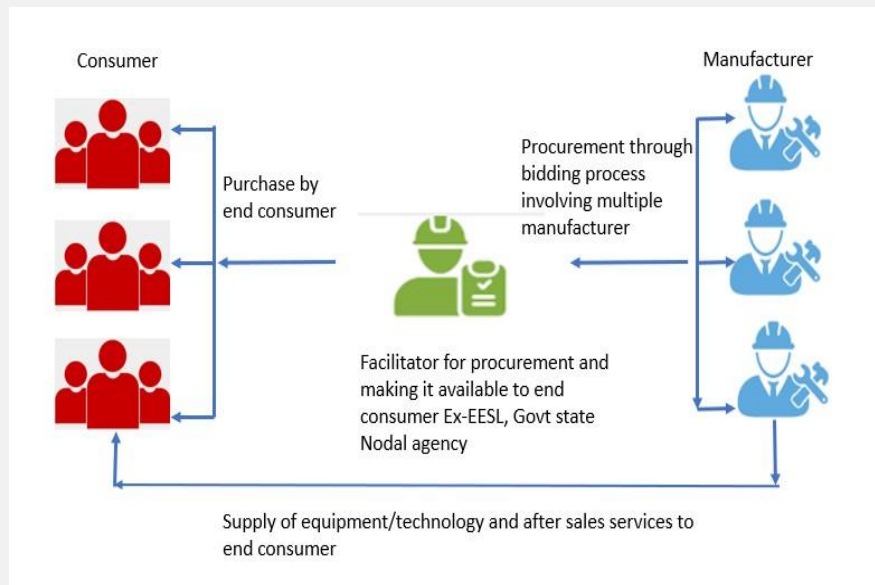 Consumer
Manufacturer
Purchase by
end consumer
Procurement through
bidding process
involving multiple
manufacturer
Facilitator for procurement and
making it available to end
consumer Ex-EESL, Govt state
Nodal agency
Supply of equipment/technology and after sales services to
end consumer